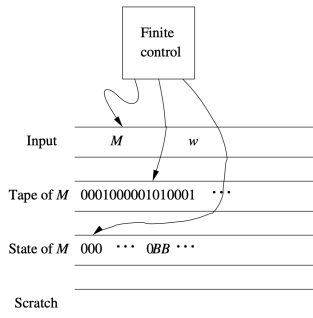 Finite
control
Input M w
Tape of M 0001000001010001 ···
State of M 000 ··· 0BB ···
Scratch